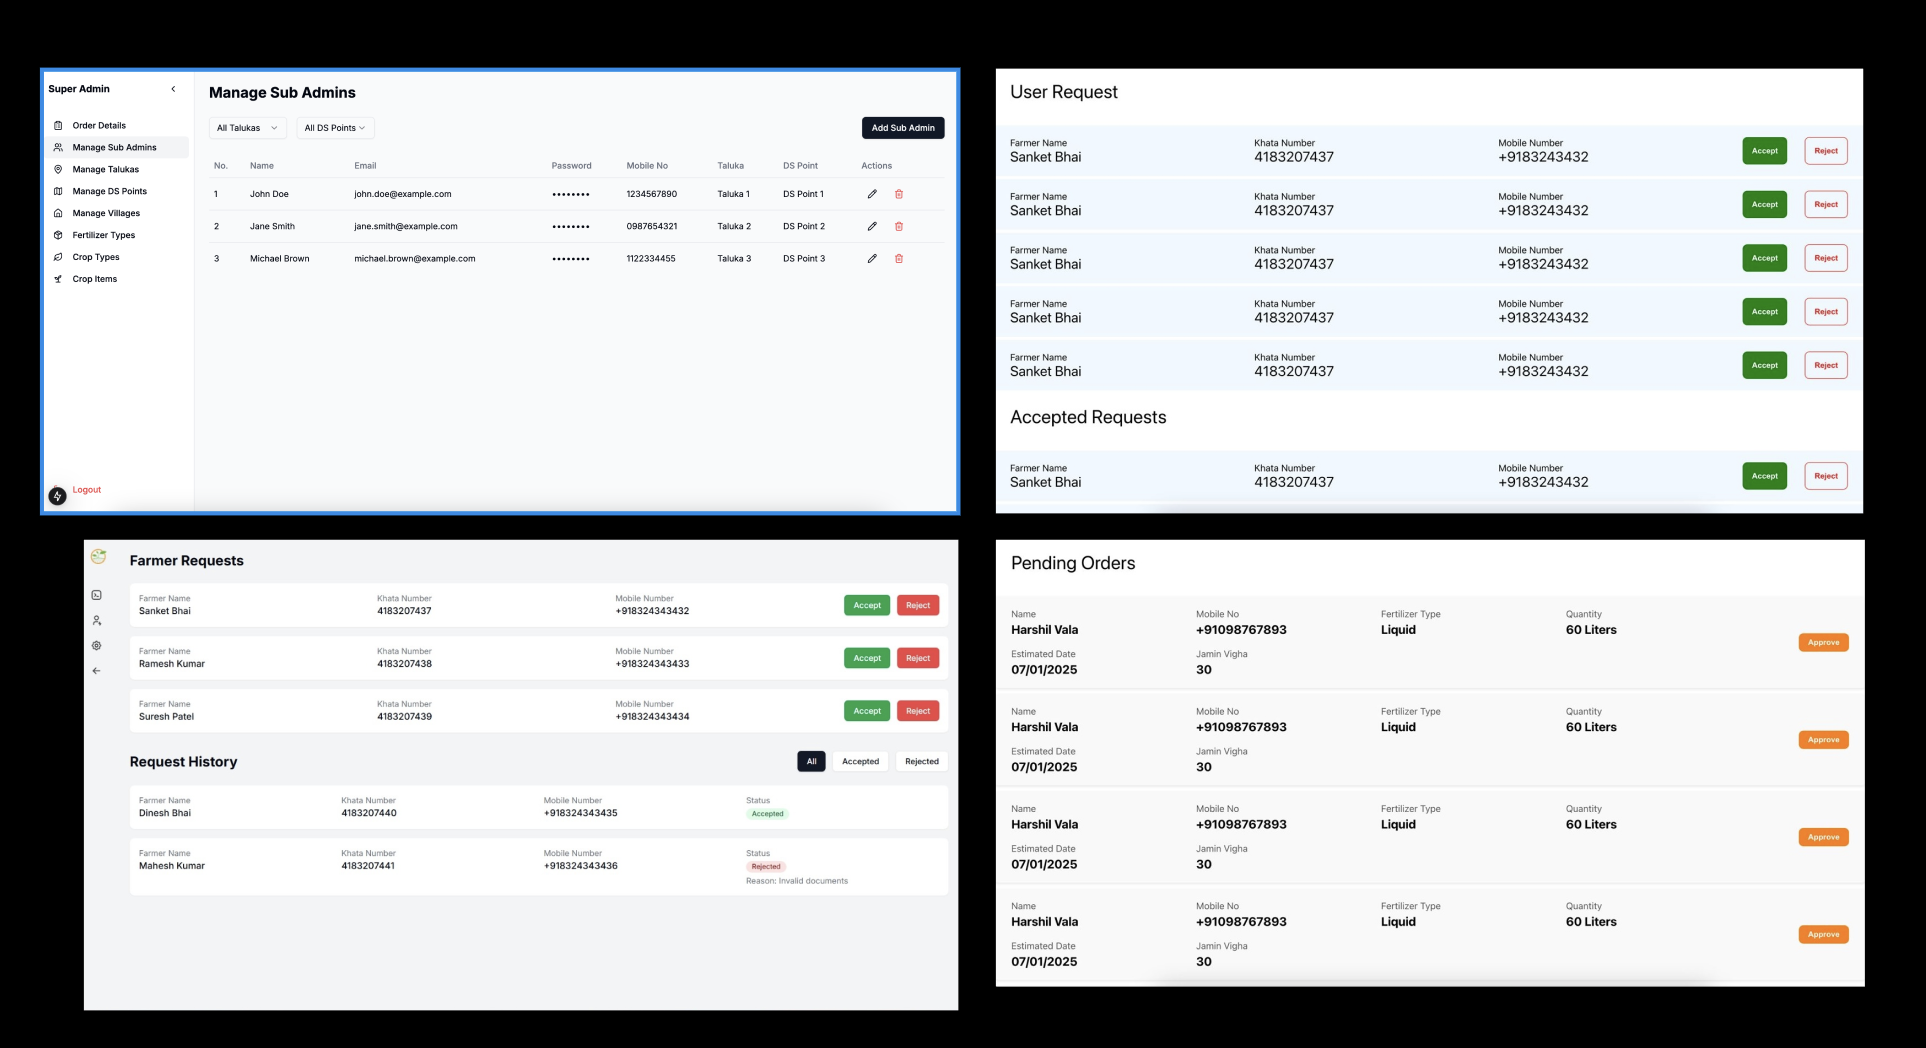 Super Admin
Order Details
Manage Sub Admins
Manage Talukas
Manage DS Points
Manage Villages
Fertilizer Types
Crop Types
Crop Items
Logout
Manage Sub Admins
All Talukas All DS Points Add Sub Admin
No. Name Email Password Mobile No Taluka DS Point Actions
1 John Doe john.doe@example.com •••••••• 1234567890 Taluka 1 DS Point 1
2 Jane Smith jane.smith@example.com •••••••• 0987654321 Taluka 2 DS Point 2
3 Michael Brown michael.brown@example.com •••••••• 1122334455 Taluka 3 DS Point 3
User Request
Farmer Name Khata Number Mobile Number
Sanket Bhai 4183207437 +9183243432 Accept Reject
Farmer Name Khata Number Mobile Number
Sanket Bhai 4183207437 +9183243432 Accept Reject
Farmer Name Khata Number Mobile Number
Sanket Bhai 4183207437 +9183243432 Accept Reject
Farmer Name Khata Number Mobile Number
Sanket Bhai 4183207437 +9183243432 Accept Reject
Farmer Name Khata Number Mobile Number
Sanket Bhai 4183207437 +9183243432 Accept Reject
Accepted Requests
Farmer Name Khata Number Mobile Number
Sanket Bhai 4183207437 +9183243432 Accept Reject
Farmer Requests
Farmer Name Khata Number Mobile Number
Sanket Bhai 4183207437 +918324343432 Accept Reject
Farmer Name Khata Number Mobile Number
Ramesh Kumar 4183207438 +918324343433 Accept Reject
Farmer Name Khata Number Mobile Number
Suresh Patel 4183207439 +918324343434 Accept Reject
Request History All Accepted Rejected
Farmer Name Khata Number Mobile Number Status
Dinesh Bhai 4183207440 +918324343435 Accepted
Farmer Name Khata Number Mobile Number Status
Mahesh Kumar 4183207441 +918324343436 Rejected
Reason: Invalid documents
Pending Orders
Name Mobile No Fertilizer Type Quantity
Harshil Vala +91098767893 Liquid 60 Liters
Approve
Estimated Date Jamin Vigha
07/01/2025 30
Name Mobile No Fertilizer Type Quantity
Harshil Vala +91098767893 Liquid 60 Liters
Approve
Estimated Date Jamin Vigha
07/01/2025 30
Name Mobile No Fertilizer Type Quantity
Harshil Vala +91098767893 Liquid 60 Liters
Approve
Estimated Date Jamin Vigha
07/01/2025 30
Name Mobile No Fertilizer Type Quantity
Harshil Vala +91098767893 Liquid 60 Liters
Approve
Estimated Date Jamin Vigha
07/01/2025 30